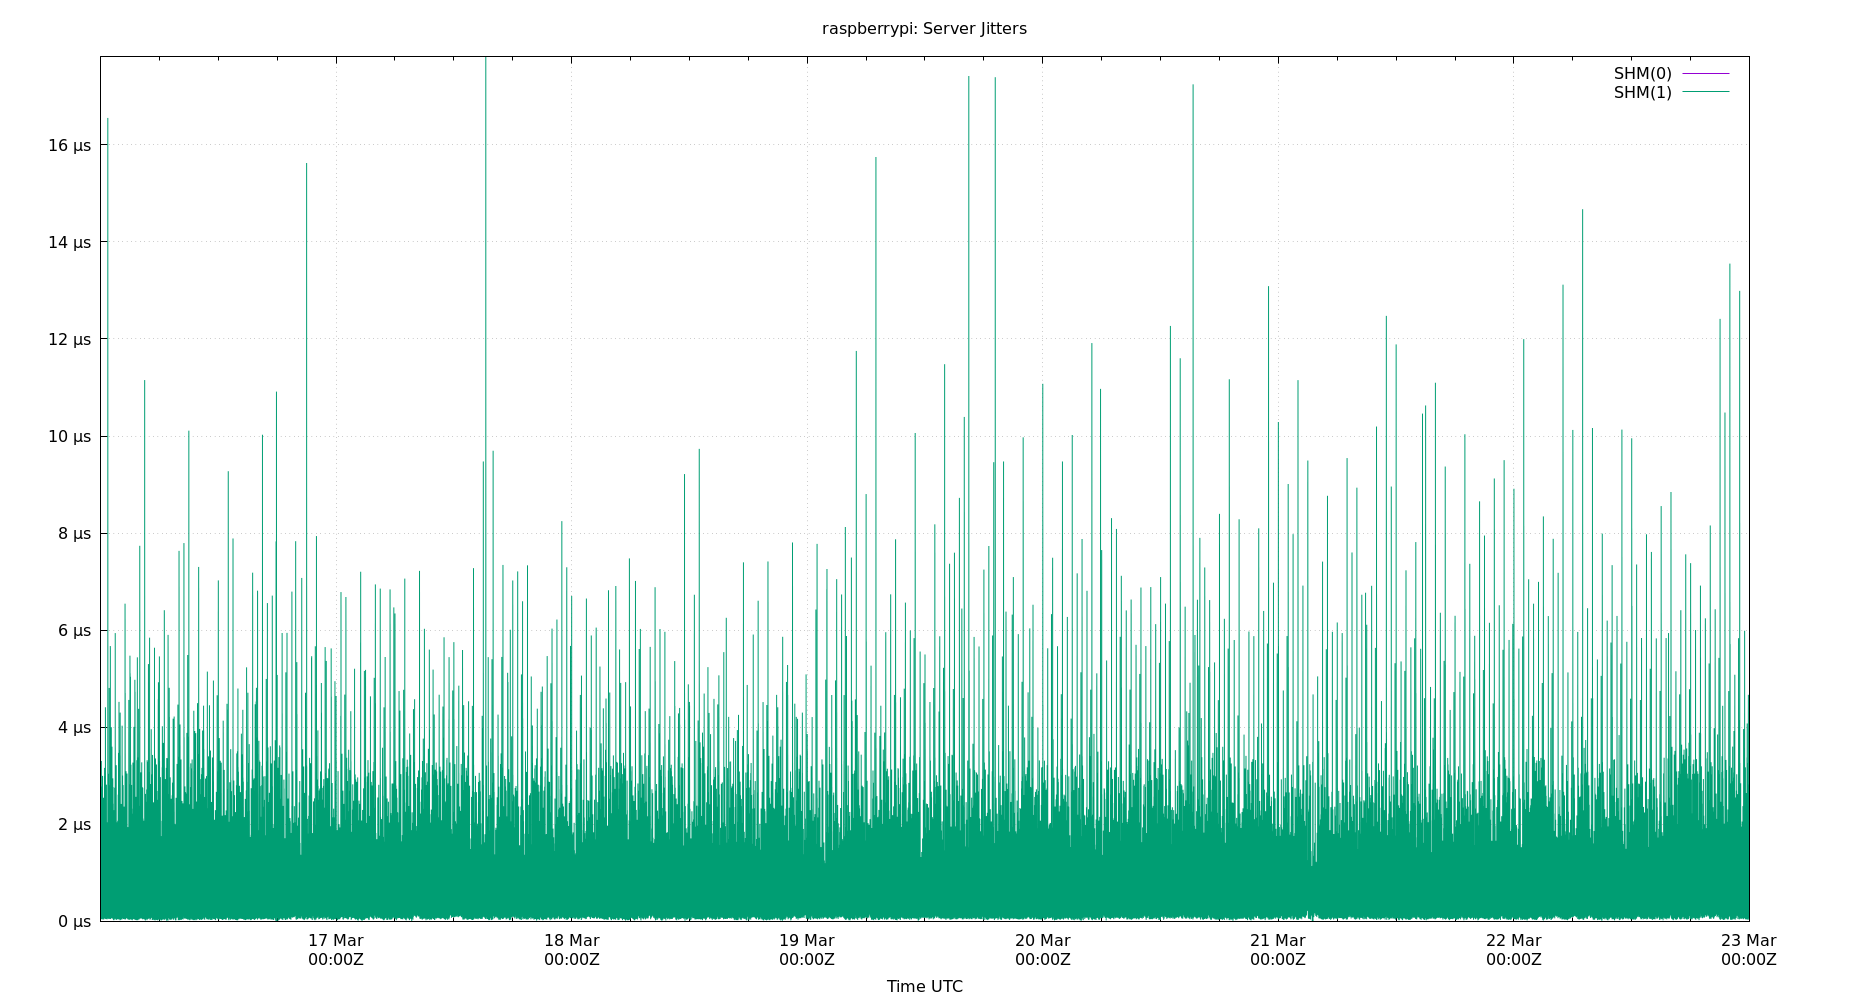 raspberrypi: Server Jitters
SHM(0)
SHM(1)
16 µs
14 µs
12 µs
10 µs
8 µs
6 µs
4 µs
2 µs
0 µs
17 Mar
00:00Z
18 Mar
00:00Z
19 Mar
00:00Z
20 Mar
00:00Z
21 Mar
00:00Z
22 Mar
00:00Z
23 Mar
00:00Z
Time UTC